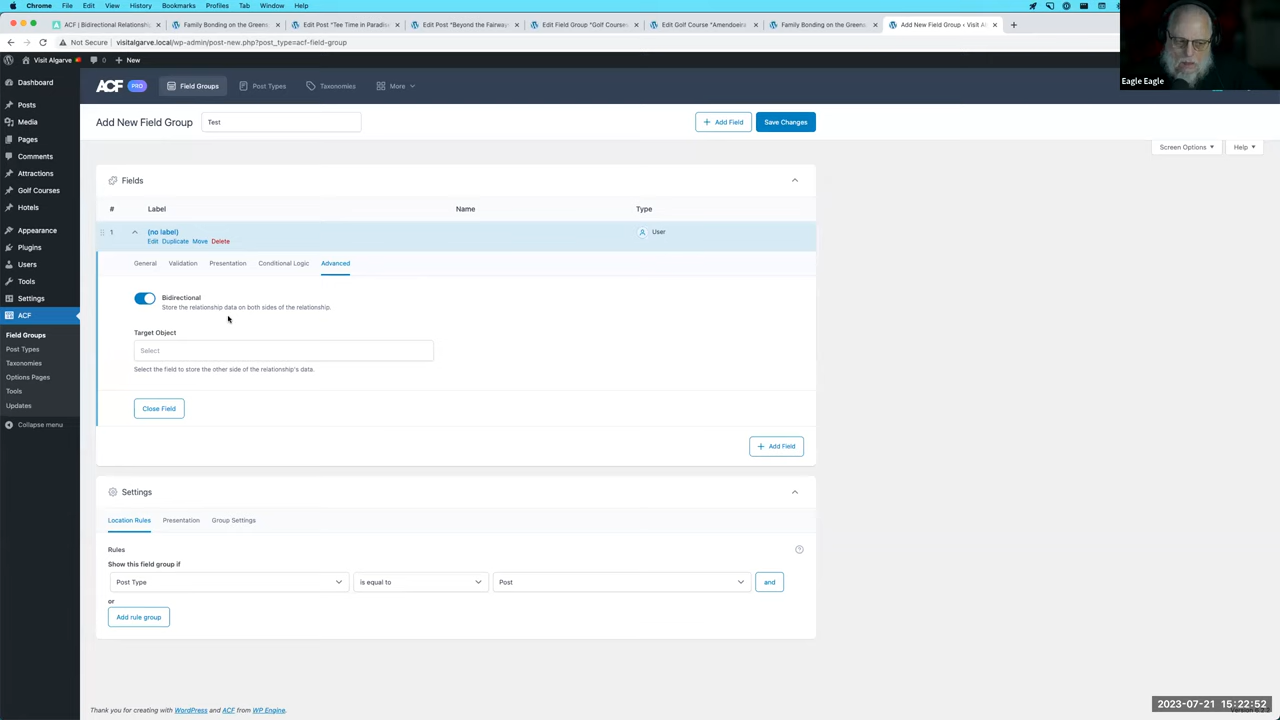 Chrome File Edit View History Bookmarks Profiles Tab Window Help
ACF | Bidirectional Relationsh Family Bonding on the Greens Edit Post "Tee Time in Paradise Edit Post "Beyond the Fairway Edit Field Group "Golf Courses Edit Golf Course "Amendoeira Family Bonding on the Greens Add New Field Group ‹ Visit Al
Not Secure visitalgarve.local/wp-admin/post-new.php?post_type=acf-field-group
Visit Algarve 0 New
Eagle Eagle
Dashboard
Posts
Media
Pages
Comments
Attractions
Golf Courses
Hotels
Appearance
Plugins
Users
Tools
Settings
ACF
Field Groups
Post Types
Taxonomies
Options Pages
Tools
Updates
Collapse menu
ACF PRO Field Groups Post Types Taxonomies More
Add New Field Group Test + Add Field Save Changes
Screen Options Help
Fields
# Label Name Type
1 (no label) User
Edit Duplicate Move Delete
General Validation Presentation Conditional Logic Advanced
Bidirectional
Store the relationship data on both sides of the relationship.
Target Object
Select
Select the field to store the other side of the relationship's data.
Close Field
+ Add Field
Settings
Location Rules Presentation Group Settings
Rules
Show this field group if
Post Type is equal to Post and
or
Add rule group
Thank you for creating with WordPress and ACF from WP Engine.
2023-07-21 15:22:52